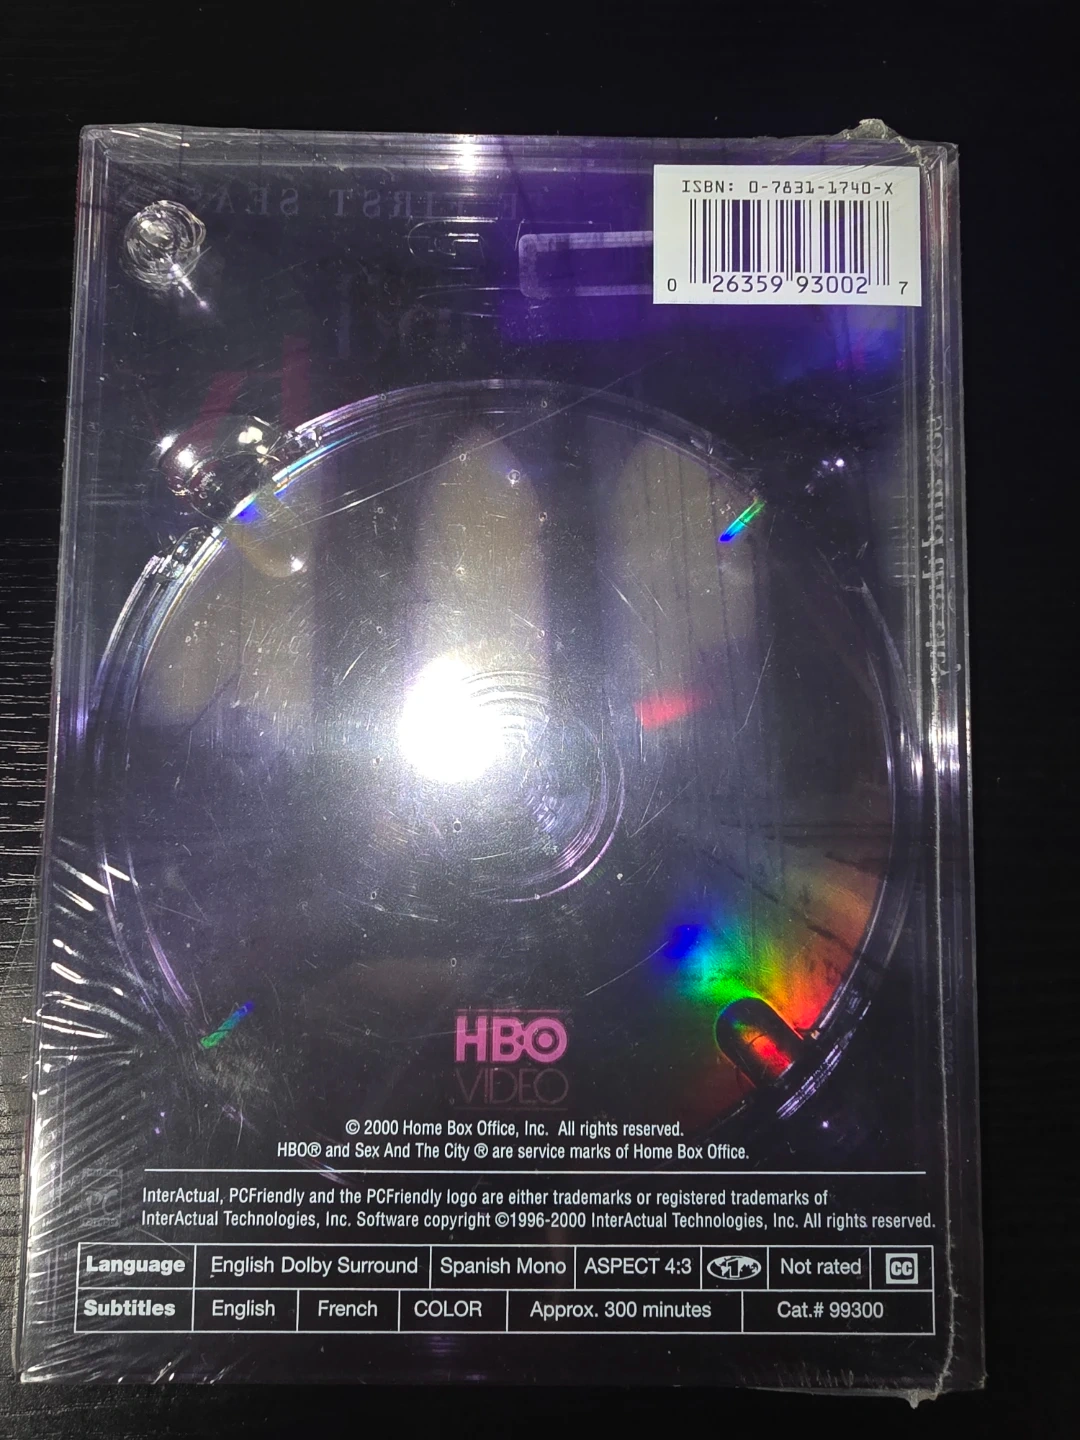 ISBN: 0-7831-1740-X
0 26359 93002 7
HBO
VIDEO
© 2000 Home Box Office, Inc. All rights reserved.
HBO® and Sex And The City ® are service marks of Home Box Office.
InterActual, PCFriendly and the PCFriendly logo are either trademarks or registered trademarks of
InterActual Technologies, Inc. Software copyright ©1996-2000 InterActual Technologies, Inc. All rights reserved.
PC
Language English Dolby Surround Spanish Mono ASPECT 4:3 1 Not rated CC
Subtitles English French COLOR Approx. 300 minutes Cat.# 99300